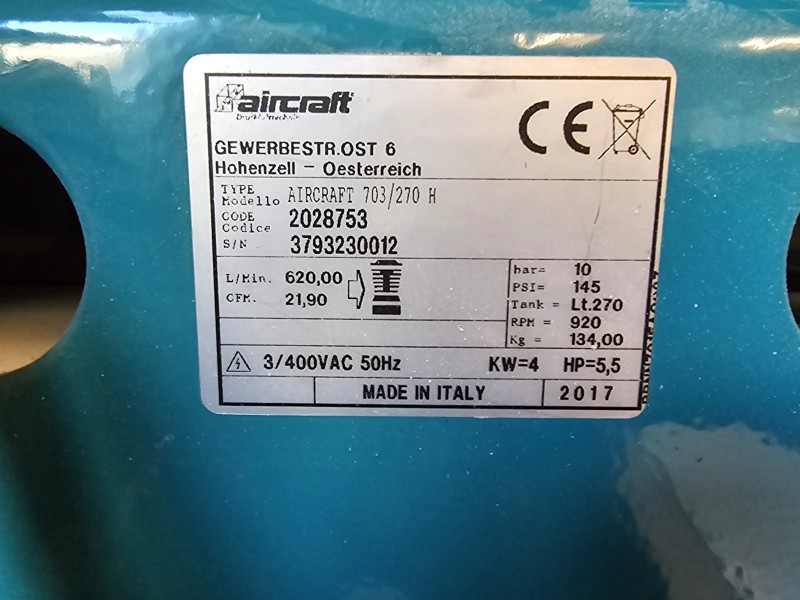 aircraft
Drucklufttechnik
GEWERBESTR.OST 6
Hohenzell - Oesterreich
TYPE
Modello AIRCRAFT 703/270 H
CODE
Codice 2028753
S/N 3793230012
L/Min. 620,00
CFM. 21,90
bar= 10
PSI= 145
Tank = Lt.270
RPM = 920
Kg = 134,00
3/400VAC 50Hz KW=4 HP=5,5
MADE IN ITALY 2017
CE